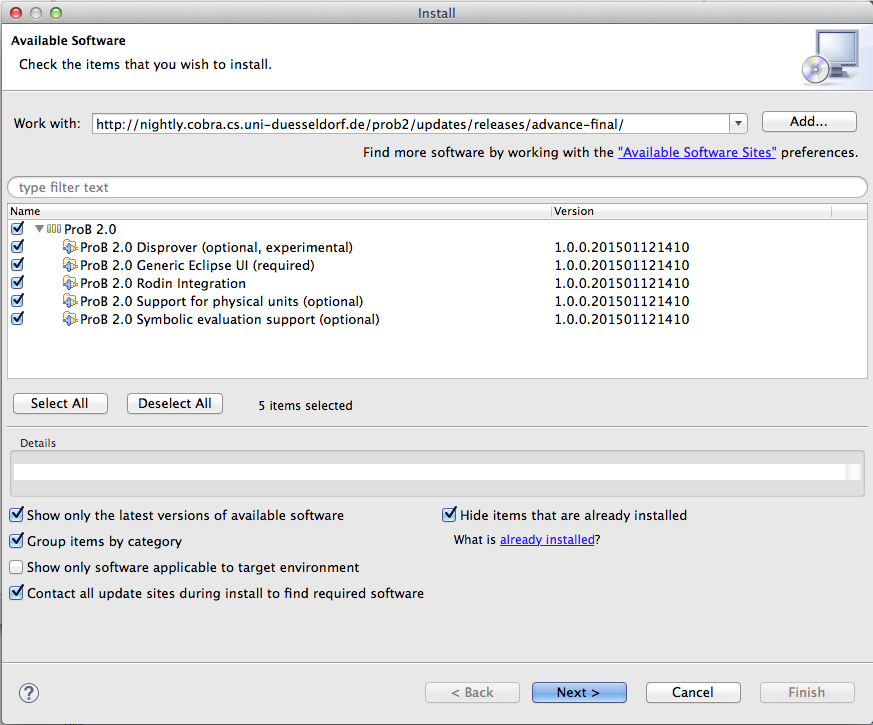 Install
Available Software
Check the items that you wish to install.
Work with: http://nightly.cobra.cs.uni-duesseldorf.de/prob2/updates/releases/advance-final/ Add...
Find more software by working with the "Available Software Sites" preferences.
type filter text
Name Version
ProB 2.0
ProB 2.0 Disprover (optional, experimental) 1.0.0.201501121410
ProB 2.0 Generic Eclipse UI (required) 1.0.0.201501121410
ProB 2.0 Rodin Integration 1.0.0.201501121410
ProB 2.0 Support for physical units (optional) 1.0.0.201501121410
ProB 2.0 Symbolic evaluation support (optional) 1.0.0.201501121410
Select All Deselect All 5 items selected
Details
Show only the latest versions of available software Hide items that are already installed
Group items by category What is already installed?
Show only software applicable to target environment
Contact all update sites during install to find required software
? < Back Next > Cancel Finish